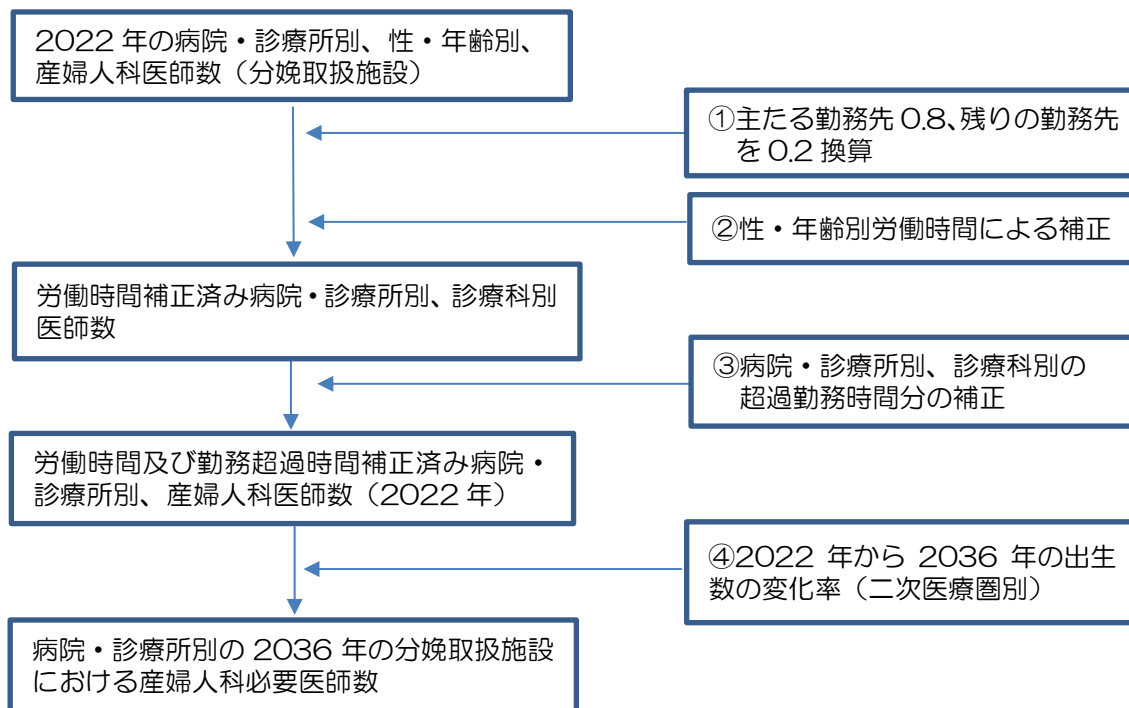 2022 年の病院・診療所別、性・年齢別、
産婦人科医師数（分娩取扱施設）
①主たる勤務先 0.8、残りの勤務先
を 0.2 換算
②性・年齢別労働時間による補正
労働時間補正済み病院・診療所別、診療科別
医師数
③病院・診療所別、診療科別の
超過勤務時間分の補正
労働時間及び勤務超過時間補正済み病院・
診療所別、産婦人科医師数（2022 年）
④2022 年から 2036 年の出生
数の変化率（二次医療圏別）
病院・診療所別の 2036 年の分娩取扱施設
における産婦人科必要医師数